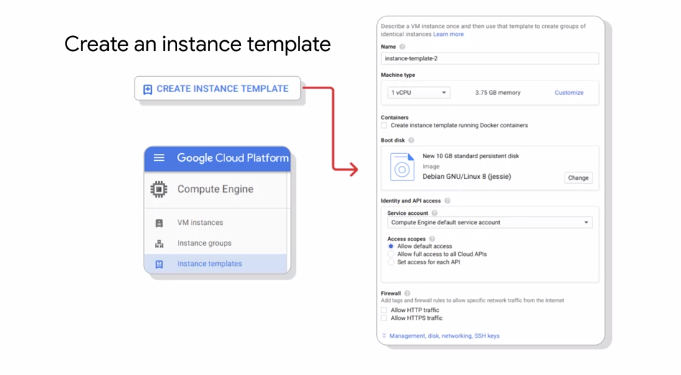 Create an instance template
CREATE INSTANCE TEMPLATE
Google Cloud Platform
Compute Engine
VM instances
Instance groups
Instance templates
Describe a VM instance once and then use that template to create groups of
identical instances Learn more
Name
instance-template-2
Machine type
1 vCPU 3.75 GB memory Customize
Containers
Create instance template running Docker containers
Boot disk
New 10 GB standard persistent disk
Image
Debian GNU/Linux 8 (jessie)
Change
Identity and API access
Service account
Compute Engine default service account
Access scopes
Allow default access
Allow full access to all Cloud APIs
Set access for each API
Firewall
Add tags and firewall rules to allow specific network traffic from the Internet
Allow HTTP traffic
Allow HTTPS traffic
Management, disk, networking, SSH keys